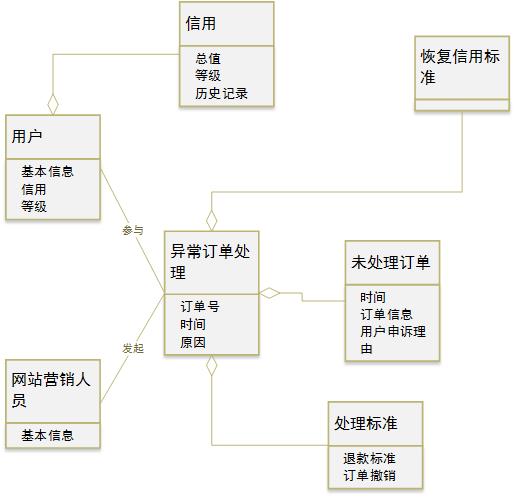 信用
总值
等级
历史记录
恢复信用标
准
用户
基本信息
信用
等级
参与
异常订单处
理
订单号
时间
原因
未处理订单
时间
订单信息
用户申诉理
由
发起
网站营销人
员
基本信息
处理标准
退款标准
订单撤销